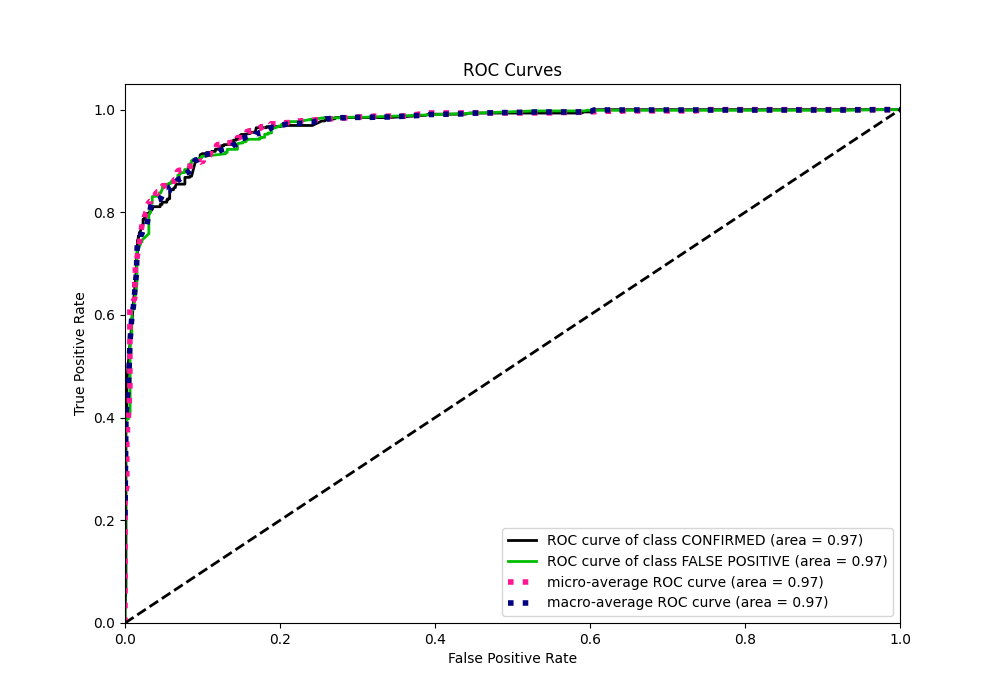 ROC Curves
True Positive Rate
1.0
0.8
0.6
0.4
0.2
0.0
0.0 0.2 0.4 0.6 0.8 1.0
False Positive Rate
ROC curve of class CONFIRMED (area = 0.97)
ROC curve of class FALSE POSITIVE (area = 0.97)
micro-average ROC curve (area = 0.97)
macro-average ROC curve (area = 0.97)